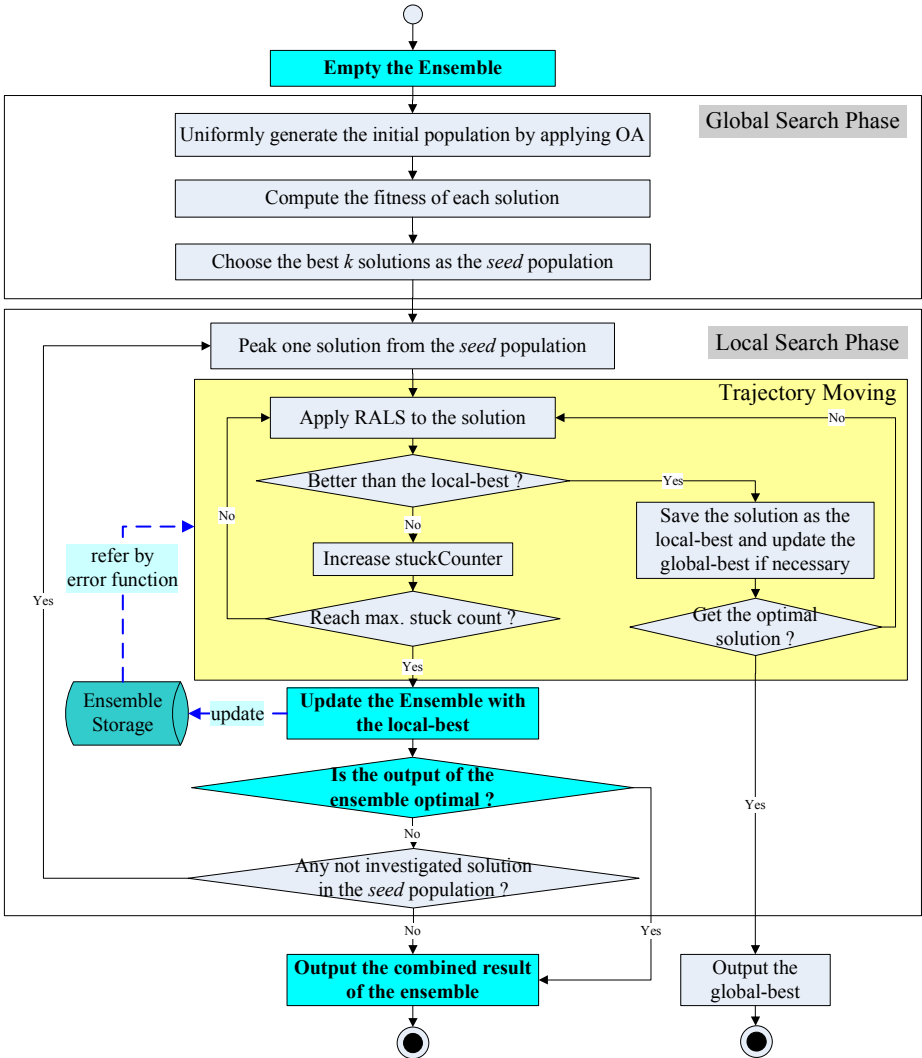 Empty the Ensemble
Global Search Phase
Uniformly generate the initial population by applying OA
Compute the fitness of each solution
Choose the best k solutions as the seed population
Peak one solution from the seed population
Local Search Phase
Trajectory Moving
Apply RALS to the solution
No
Better than the local-best ?
Yes
No
No
Save the solution as the
local-best and update the
global-best if necessary
Increase stuckCounter
refer by
error function
Yes
Reach max. stuck count ?
Get the optimal
solution ?
Yes
Ensemble
Storage
update
Update the Ensemble with
the local-best
Is the output of the
ensemble optimal ?
Yes
No
Any not investigated solution
in the seed population ?
No
Yes
Output the combined result
of the ensemble
Output the
global-best